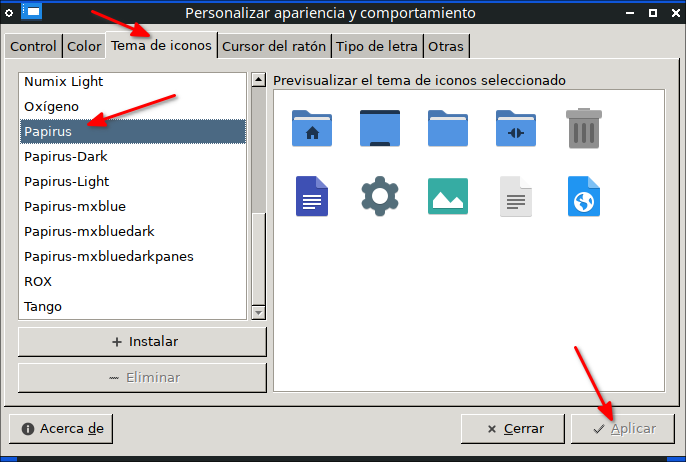 Personalizar apariencia y comportamiento
Control Color Tema de iconos Cursor del ratón Tipo de letra Otras
Numix Light
Oxígeno
Papirus
Papirus-Dark
Papirus-Light
Papirus-mxblue
Papirus-mxbluedark
Papirus-mxbluedarkpanes
ROX
Tango
Instalar
Eliminar
Previsualizar el tema de iconos seleccionado
Acerca de
Cerrar
Aplicar